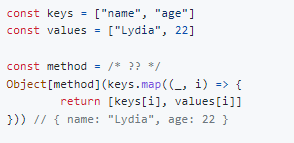 const keys = ["name", "age"]
const values = ["Lydia", 22]
const method = /* ?? */
Object[method](keys.map((_, i) => {
        return [keys[i], values[i]]
})) // { name: "Lydia", age: 22 }